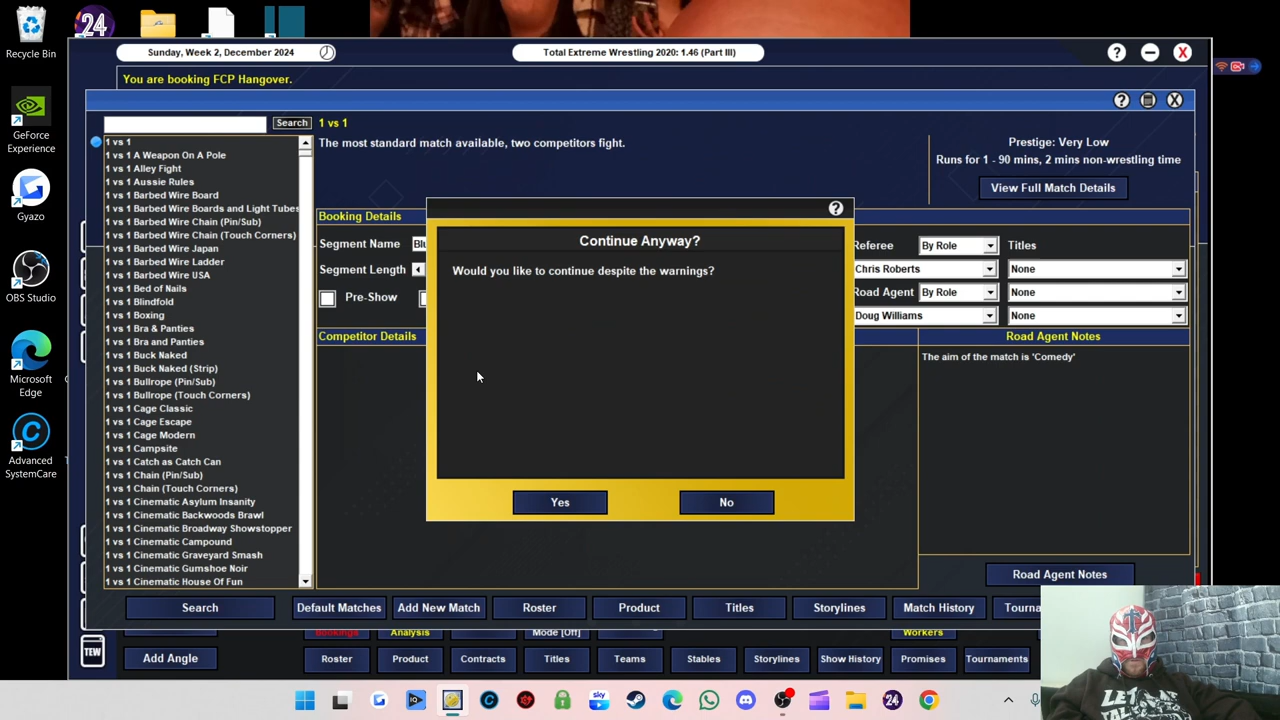 Recycle Bin
GeForce
Experience
Gyazo
OBS Studio
Microsoft
Edge
Advanced
SystemCare
24
Sunday, Week 2, December 2024
Total Extreme Wrestling 2020: 1.46 (Part III)
You are booking FCP Hangover.
Search
1 vs 1
The most standard match available, two competitors fight.
Prestige: Very Low
Runs for 1 - 90 mins, 2 mins non-wrestling time
View Full Match Details
1 vs 1
1 vs 1 A Weapon On A Pole
1 vs 1 Alley Fight
1 vs 1 Aussie Rules
1 vs 1 Barbed Wire Board
1 vs 1 Barbed Wire Boards and Light Tubes
1 vs 1 Barbed Wire Chain (Pin/Sub)
1 vs 1 Barbed Wire Chain (Touch Corners)
1 vs 1 Barbed Wire Japan
1 vs 1 Barbed Wire Ladder
1 vs 1 Barbed Wire USA
1 vs 1 Bed of Nails
1 vs 1 Blindfold
1 vs 1 Boxing
1 vs 1 Bra & Panties
1 vs 1 Bra and Panties
1 vs 1 Buck Naked
1 vs 1 Buck Naked (Strip)
1 vs 1 Bullrope (Pin/Sub)
1 vs 1 Bullrope (Touch Corners)
1 vs 1 Cage Classic
1 vs 1 Cage Escape
1 vs 1 Cage Modern
1 vs 1 Campsite
1 vs 1 Catch as Catch Can
1 vs 1 Chain (Pin/Sub)
1 vs 1 Chain (Touch Corners)
1 vs 1 Cinematic Asylum Insanity
1 vs 1 Cinematic Backwoods Brawl
1 vs 1 Cinematic Broadway Showstopper
1 vs 1 Cinematic Campound
1 vs 1 Cinematic Graveyard Smash
1 vs 1 Cinematic Gumshoe Noir
1 vs 1 Cinematic House Of Fun
Booking Details
Segment Name
Segment Length
Pre-Show
Competitor Details
Continue Anyway?
Would you like to continue despite the warnings?
Yes
No
Referee By Role Titles
Chris Roberts None
Road Agent By Role None
Doug Williams None
Road Agent Notes
The aim of the match is 'Comedy'
Road Agent Notes
Search Default Matches Add New Match Roster Product Titles Storylines Match History
Bookings Analysis Mode [Off] Workers
TEW
Add Angle Roster Product Contracts Titles Teams Stables Storylines Show History Promises Tournaments
sky
24